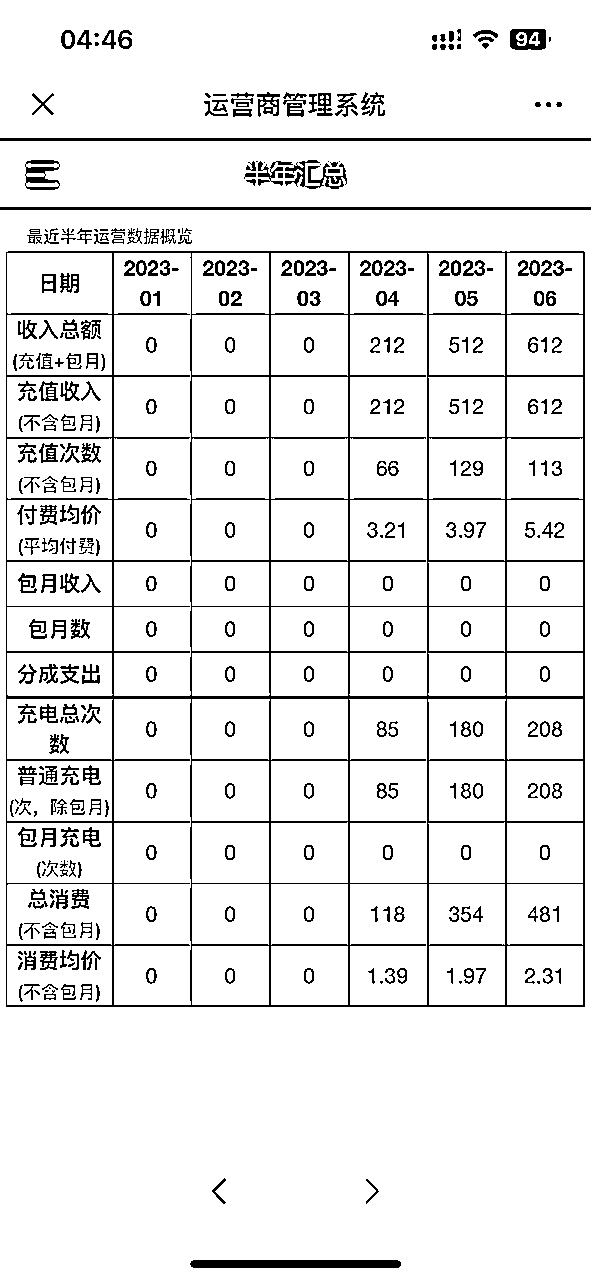 04:46
94
运营商管理系统
半年汇总
最近半年运营数据概览
日期 2023-01 2023-02 2023-03 2023-04 2023-05 2023-06
收入总额 (充值+包月) 0 0 0 212 512 612
充值收入 (不含包月) 0 0 0 212 512 612
充值次数 (不含包月) 0 0 0 66 129 113
付费均价 (平均付费) 0 0 0 3.21 3.97 5.42
包月收入 0 0 0 0 0 0
包月数 0 0 0 0 0 0
分成支出 0 0 0 0 0 0
充电总次数 0 0 0 85 180 208
普通充电 (次，除包月) 0 0 0 85 180 208
包月充电 (次数) 0 0 0 0 0 0
总消费 (不含包月) 0 0 0 118 354 481
消费均价 (不含包月) 0 0 0 1.39 1.97 2.31